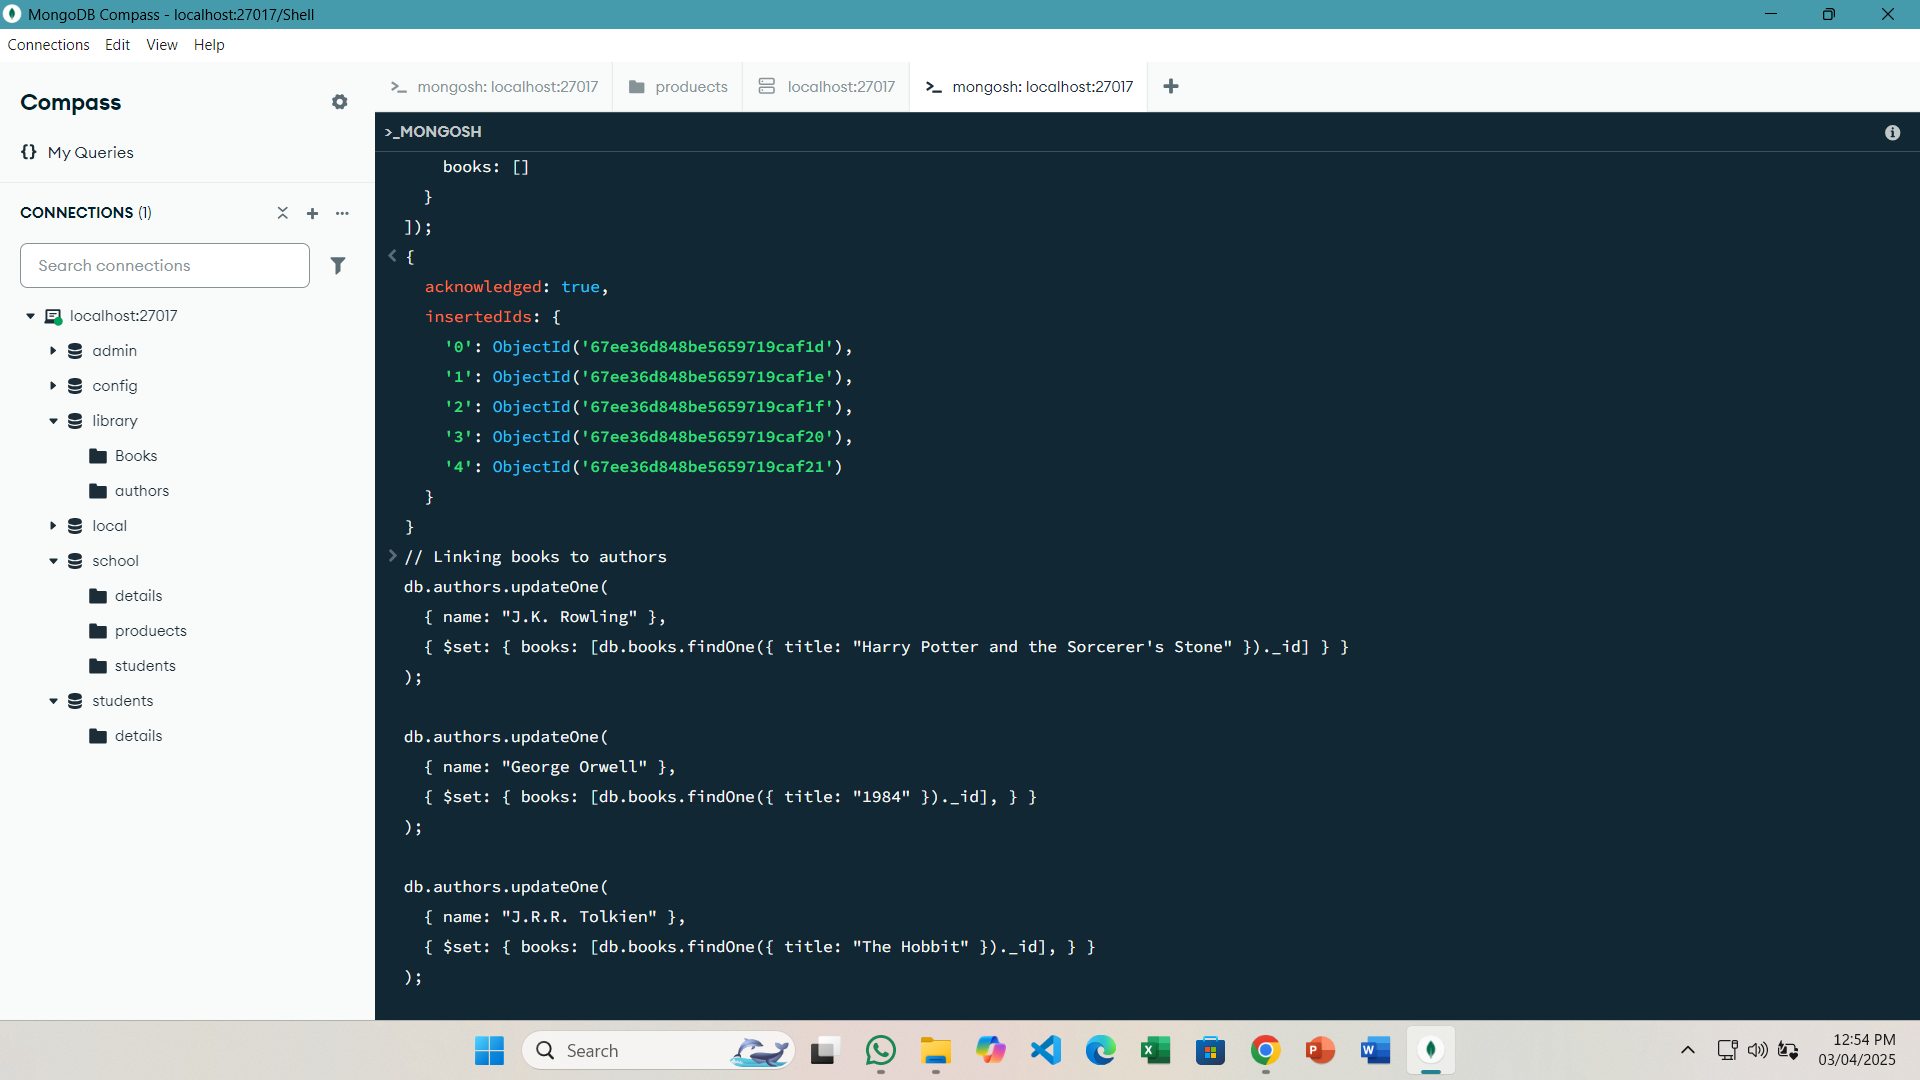 MongoDB Compass - localhost:27017/Shell
Connections Edit View Help
Compass
{} My Queries
CONNECTIONS (1)
Search connections
localhost:27017
admin
config
library
Books
authors
local
school
details
produects
students
students
details
mongosh: localhost:27017 produects localhost:27017 mongosh: localhost:27017
>_MONGOSH
books: []
}
]);
{
acknowledged: true,
insertedIds: {
'0': ObjectId('67ee36d848be5659719caf1d'),
'1': ObjectId('67ee36d848be5659719caf1e'),
'2': ObjectId('67ee36d848be5659719caf1f'),
'3': ObjectId('67ee36d848be5659719caf20'),
'4': ObjectId('67ee36d848be5659719caf21')
}
}
// Linking books to authors
db.authors.updateOne(
{ name: "J.K. Rowling" },
{ $set: { books: [db.books.findOne({ title: "Harry Potter and the Sorcerer's Stone" })._id] } }
);
db.authors.updateOne(
{ name: "George Orwell" },
{ $set: { books: [db.books.findOne({ title: "1984" })._id], } }
);
db.authors.updateOne(
{ name: "J.R.R. Tolkien" },
{ $set: { books: [db.books.findOne({ title: "The Hobbit" })._id], } }
);
Search
12:54 PM
03/04/2025